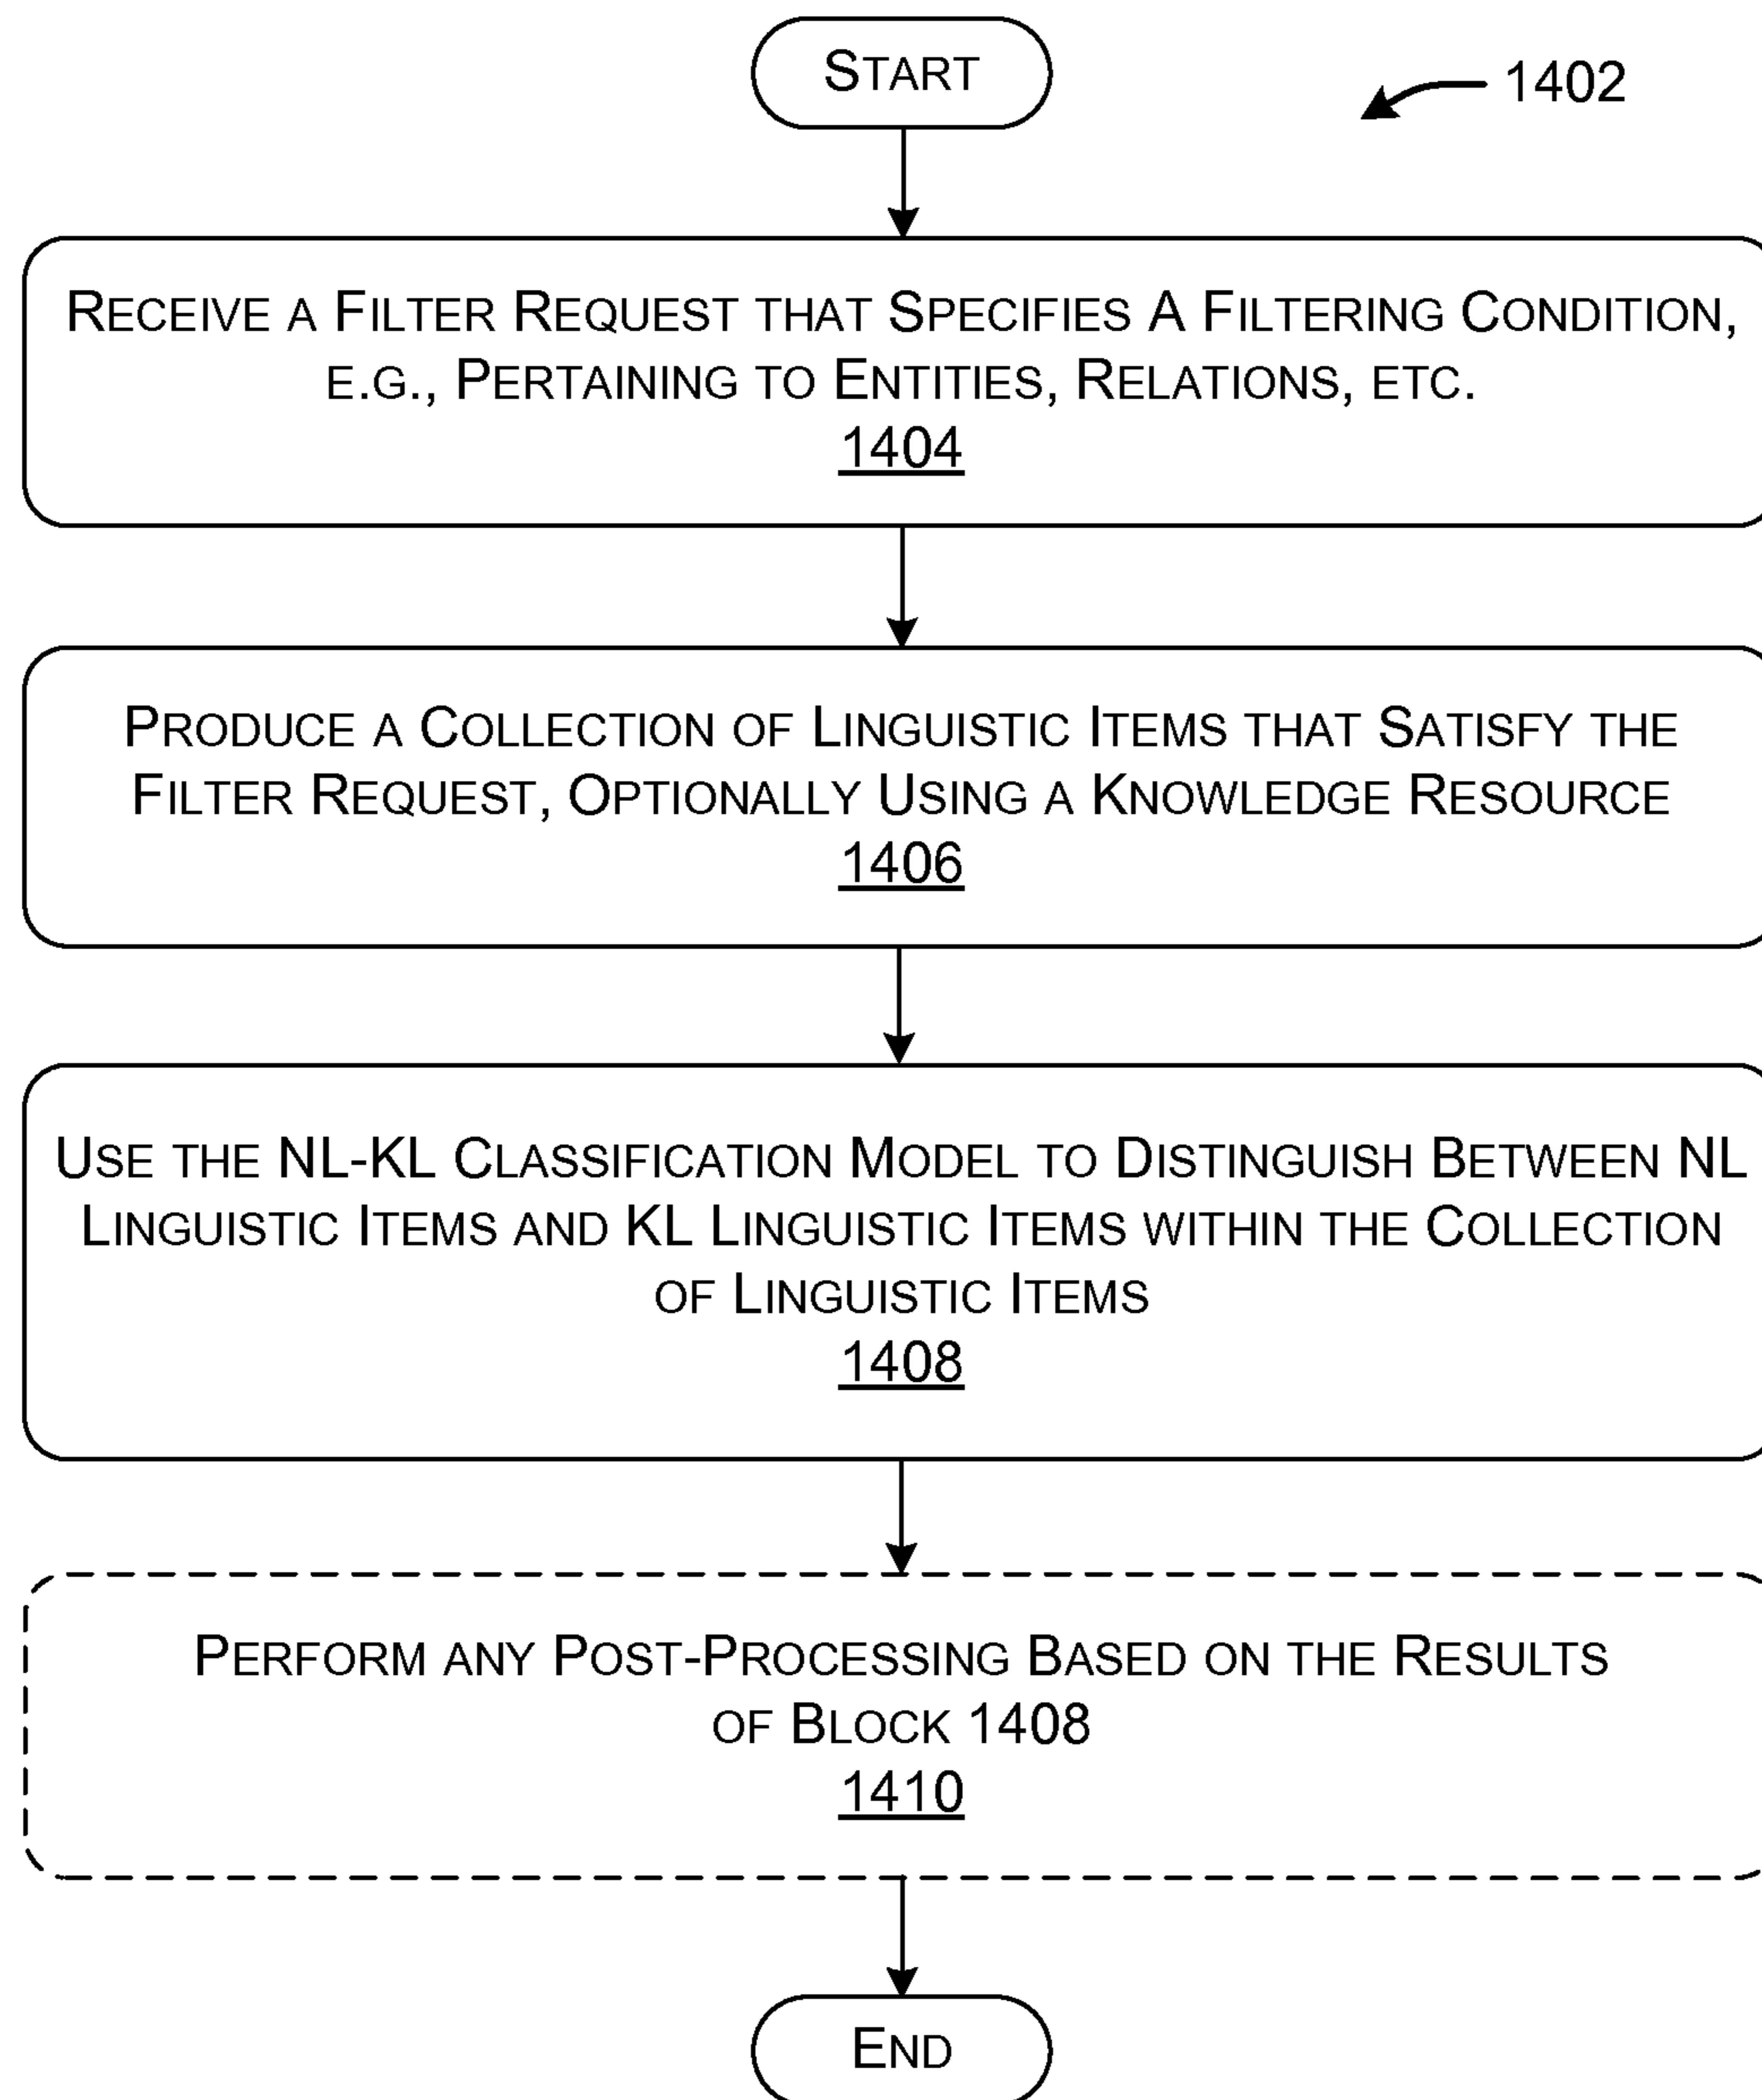 START
1402
RECEIVE A FILTER REQUEST THAT SPECIFIES A FILTERING CONDITION,
E.G., PERTAINING TO ENTITIES, RELATIONS, ETC.
1404
PRODUCE A COLLECTION OF LINGUISTIC ITEMS THAT SATISFY THE
FILTER REQUEST, OPTIONALLY USING A KNOWLEDGE RESOURCE
1406
USE THE NL-KL CLASSIFICATION MODEL TO DISTINGUISH BETWEEN NL
LINGUISTIC ITEMS AND KL LINGUISTIC ITEMS WITHIN THE COLLECTION
OF LINGUISTIC ITEMS
1408
PERFORM ANY POST-PROCESSING BASED ON THE RESULTS
OF BLOCK 1408
1410
END